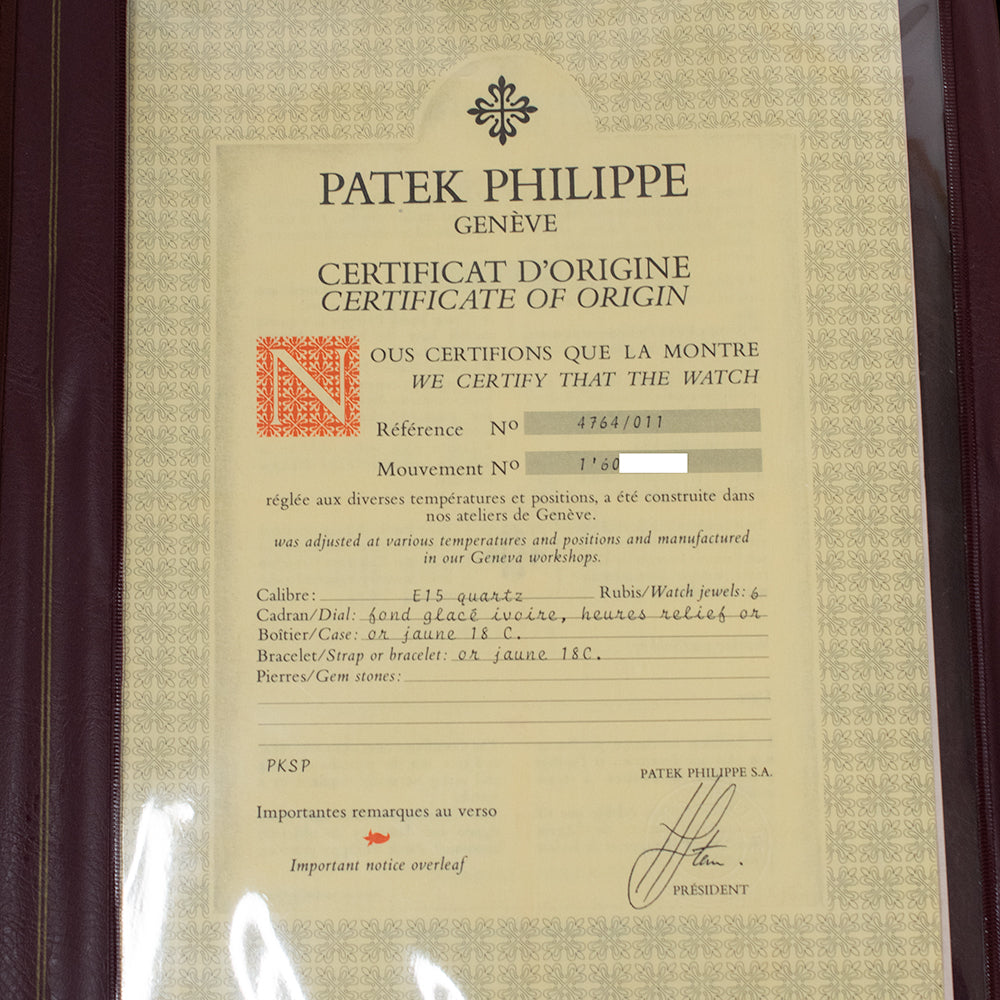 PATEK PHILIPPE
GENÈVE
CERTIFICAT D'ORIGINE
CERTIFICATE OF ORIGIN
NOUS CERTIFIONS QUE LA MONTRE
WE CERTIFY THAT THE WATCH
Référence No 4764/011
Mouvement No 1'60
réglée aux diverses températures et positions, a été construite dans
nos ateliers de Genève.
was adjusted at various temperatures and positions and manufactured
in our Geneva workshops.
Calibre: E15 quartz Rubis/Watch jewels: 6
Cadran/Dial: fond glacé ivoire, heures relief or
Boîtier/Case: or jaune 18 C.
Bracelet/Strap or bracelet: or jaune 18C.
Pierres/Gem stones:
PKSP
PATEK PHILIPPE S.A.
Importantes remarques au verso
Important notice overleaf
PRÉSIDENT